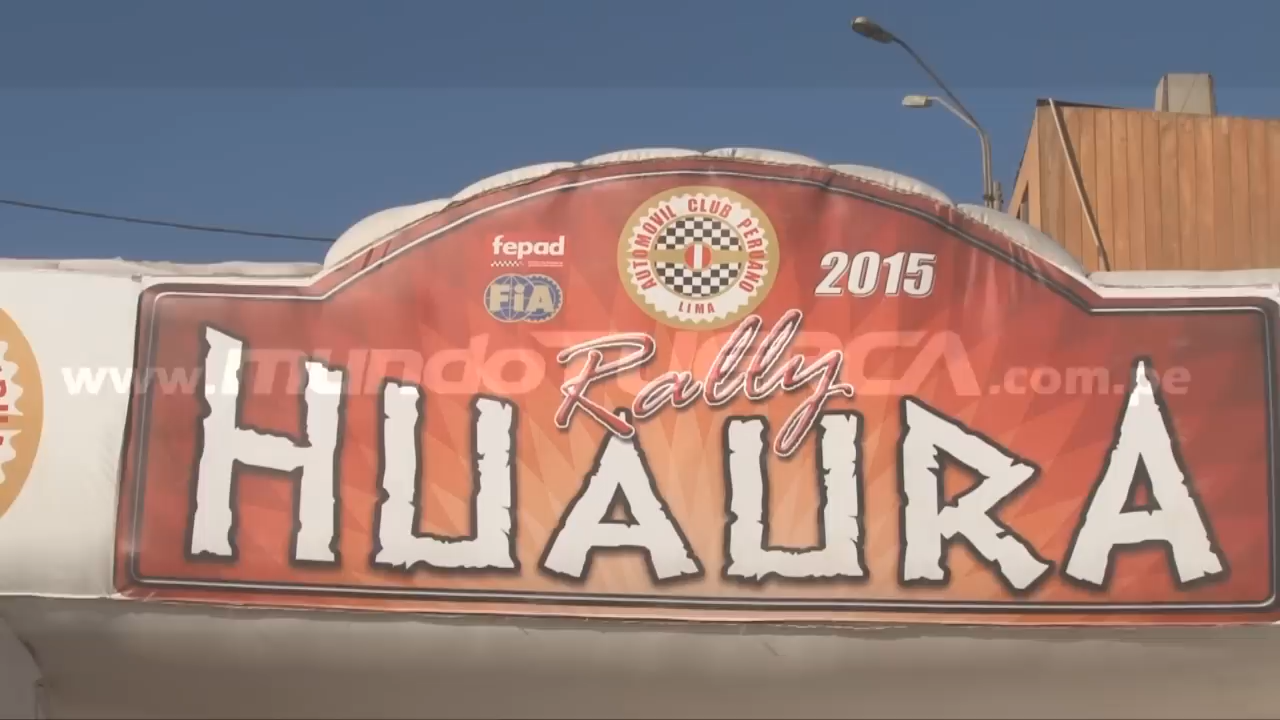 fepad
FiA
AUTOMOVIL CLUB PERUANO
LIMA
2015
Rally
www.mundoTUERCA.com.pe
HUAURA